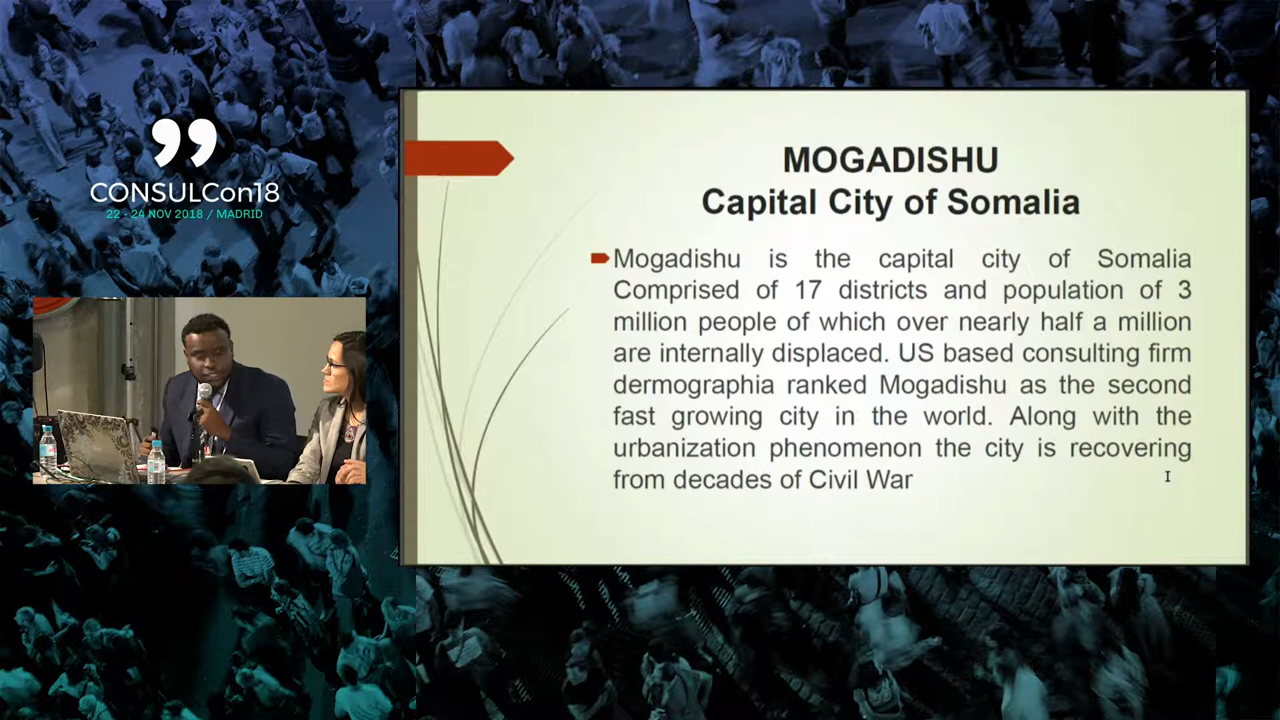 CONSULCon18
22 - 24 NOV 2018 / MADRID
MOGADISHU
Capital City of Somalia
Mogadishu is the capital city of Somalia
Comprised of 17 districts and population of 3
million people of which over nearly half a million
are internally displaced. US based consulting firm
dermographia ranked Mogadishu as the second
fast growing city in the world. Along with the
urbanization phenomenon the city is recovering
from decades of Civil War